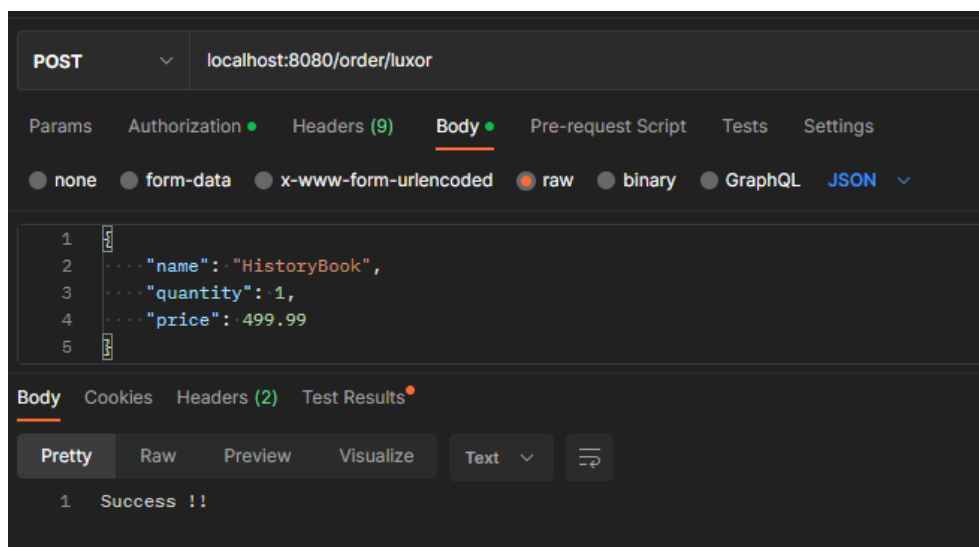 POST localhost:8080/order/luxor
Params Authorization Headers (9) Body Pre-request Script Tests Settings
none form-data x-www-form-urlencoded raw binary GraphQL JSON
1 {
2 "name": "HistoryBook",
3 "quantity": 1,
4 "price": 499.99
5 }
Body Cookies Headers (2) Test Results
Pretty Raw Preview Visualize Text
1 Success !!